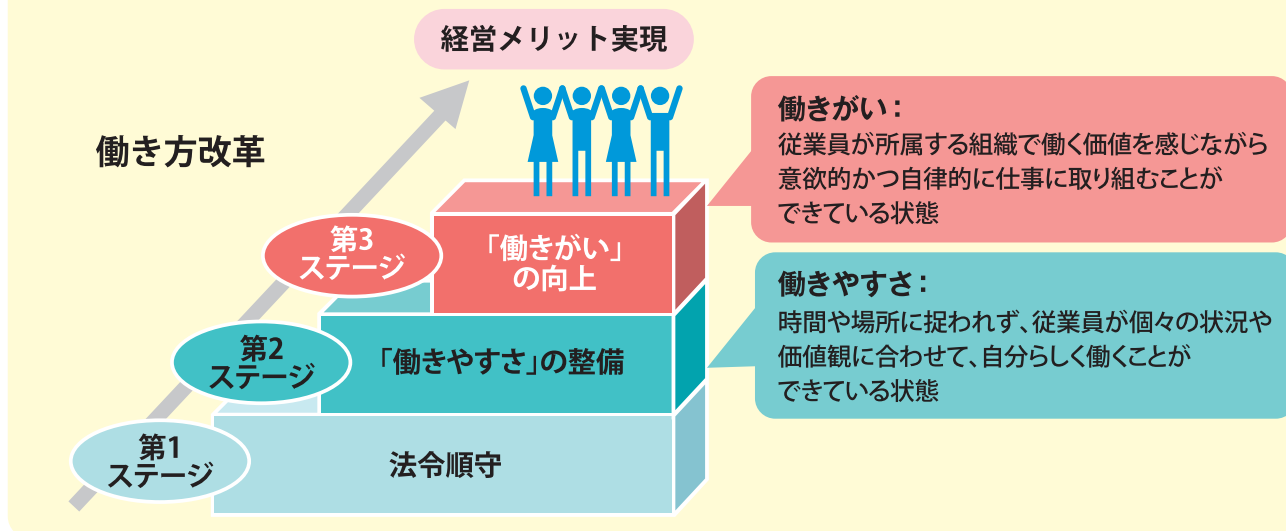 経営メリット実現
働き方改革
働きがい：
従業員が所属する組織で働く価値を感じながら
意欲的かつ自律的に仕事に取り組むことが
できている状態
第3
ステージ
「働きがい」
の向上
働きやすさ：
時間や場所に捉われず、従業員が個々の状況や
価値観に合わせて、自分らしく働くことが
できている状態
第2
ステージ
「働きやすさ」の整備
第1
ステージ
法令順守